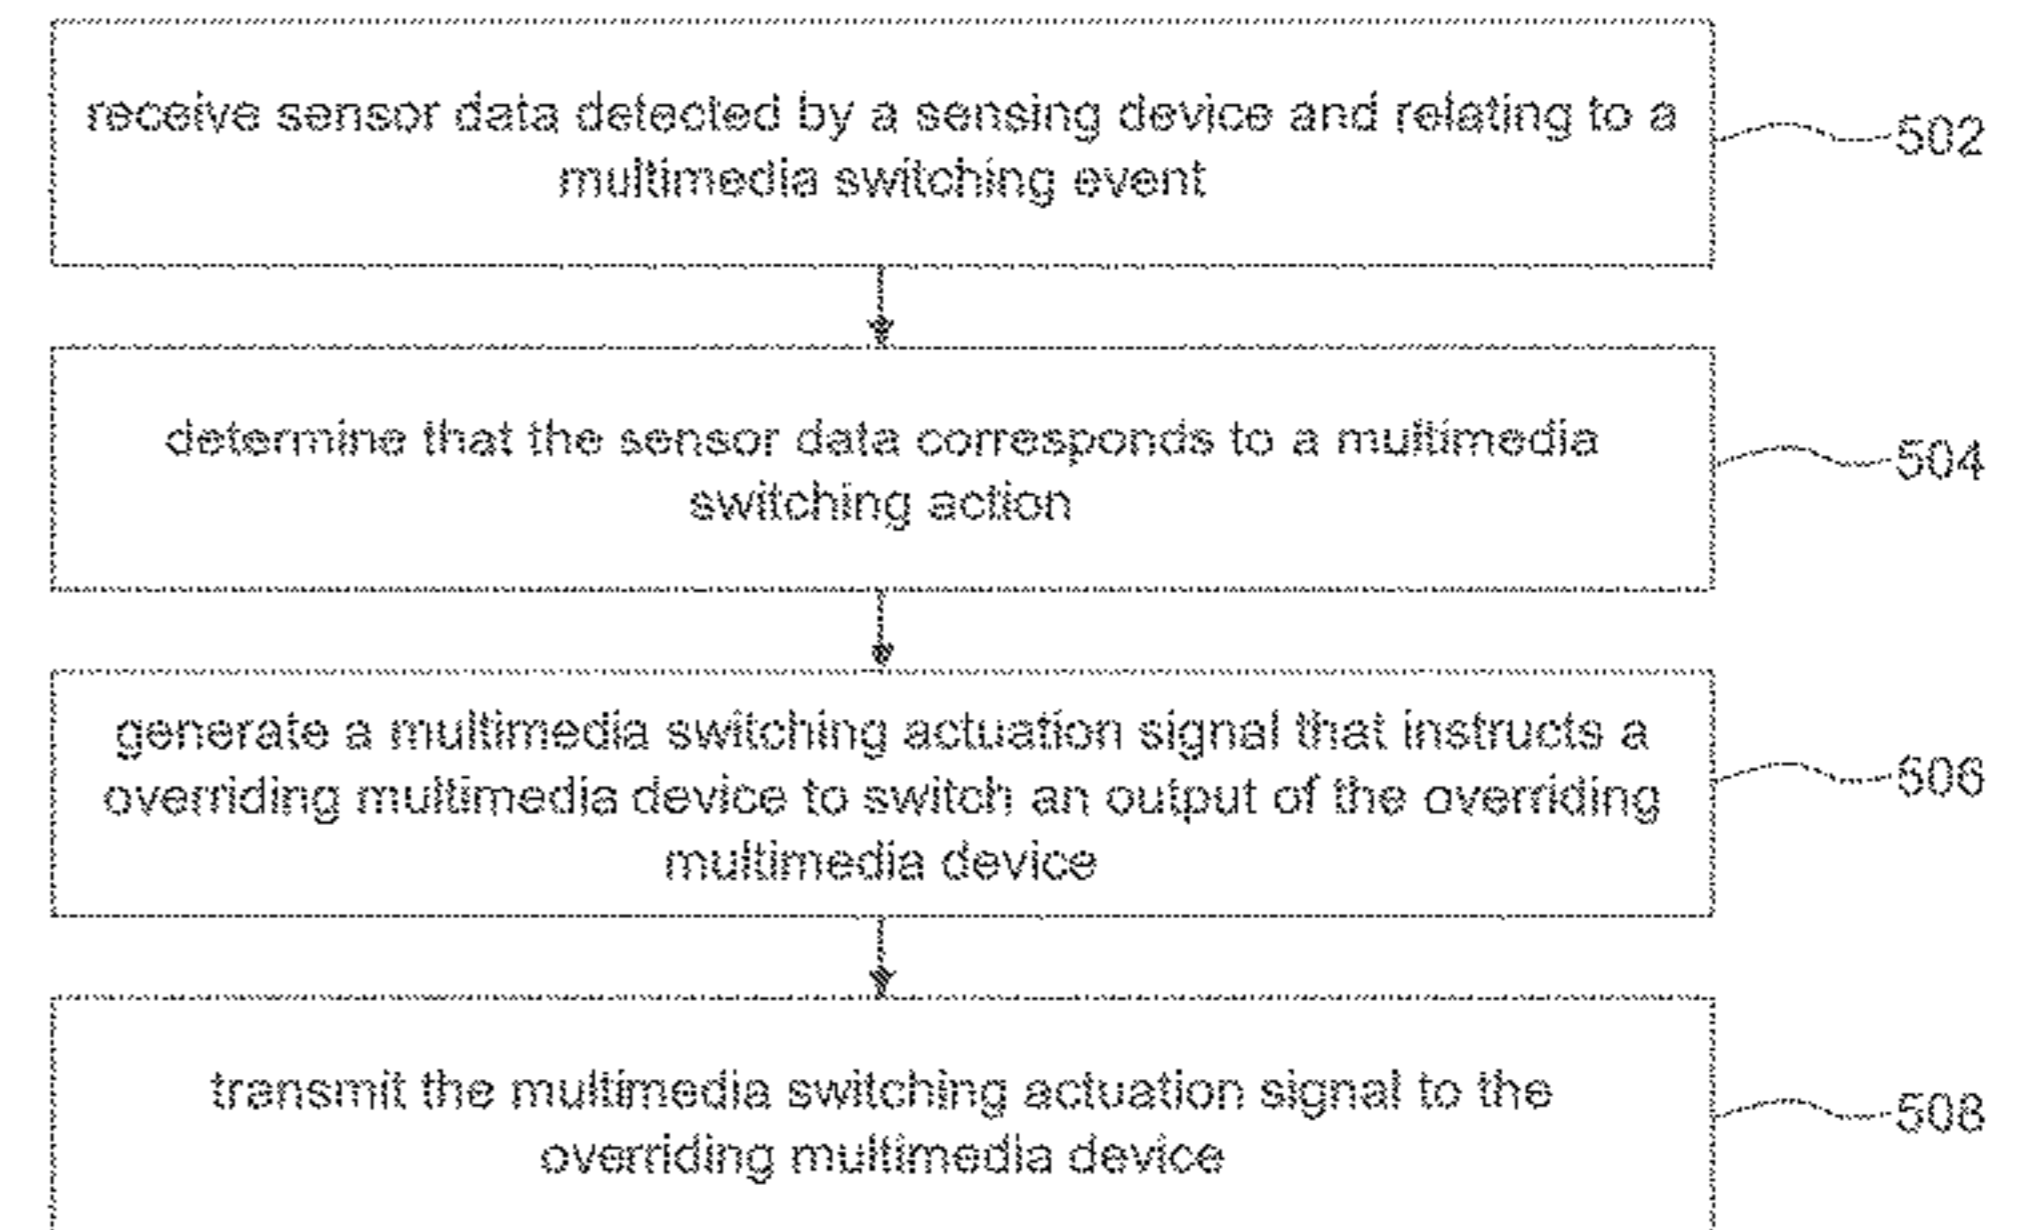 receive sensor data detected by a sensing device and relating to a
multimedia switching event
502
determine that the sensor data corresponds to a multimedia
switching action
504
generate a multimedia switching actuation signal that instructs a
overriding multimedia device to switch an output of the overriding
multimedia device
506
transmit the multimedia switching actuation signal to the
overriding multimedia device
508